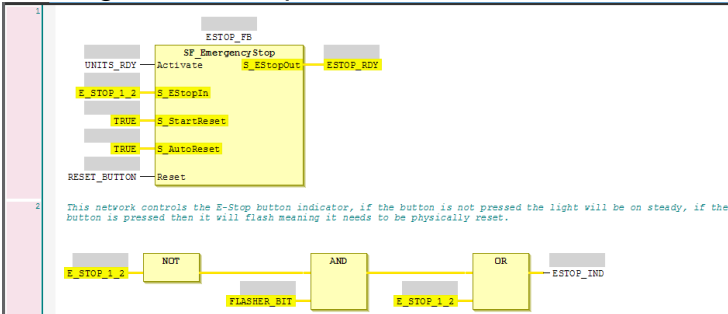 1
ESTOP_FB
SF_EmergencyStop
UNITS_RDY Activate S_EStopOut ESTOP_RDY
E_STOP_1_2 S_EStopIn
TRUE S_StartReset
TRUE S_AutoReset
RESET_BUTTON Reset
2
This network controls the E-Stop button indicator, if the button is not pressed the light will be on steady, if the
button is pressed then it will flash meaning it needs to be physically reset.
NOT AND OR
E_STOP_1_2 ESTOP_IND
FLASHER_BIT E_STOP_1_2